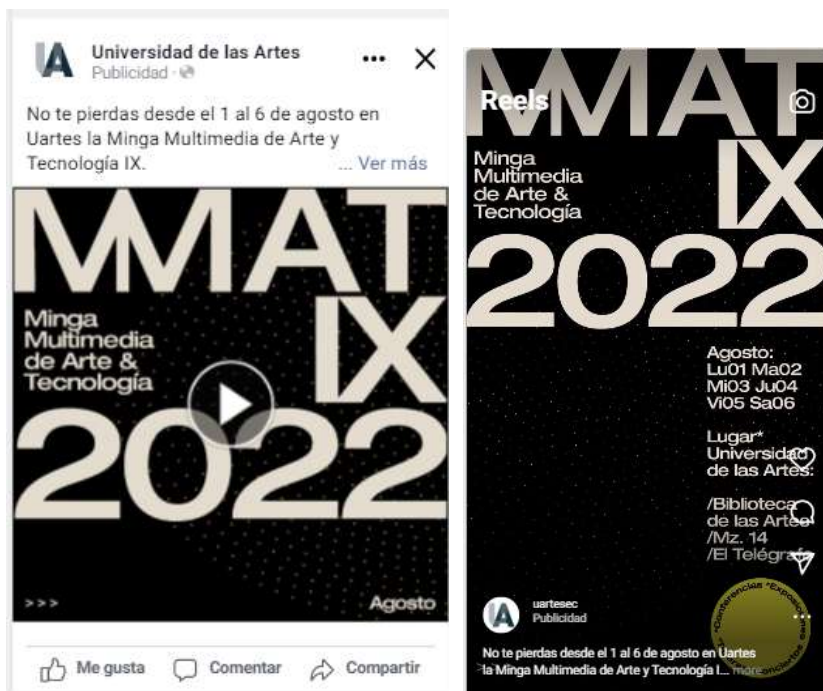 Universidad de las Artes
Publicidad ·
No te pierdas desde el 1 al 6 de agosto en
Uartes la Minga Multimedia de Arte y
Tecnología IX.
... Ver más
MMAT
Minga
Multimedia
de Arte &
Tecnología
IX
2022
>>>
Agosto
Me gusta
Comentar
Compartir
MMAT
Reels
Minga
Multimedia
de Arte &
Tecnología
IX
2022
Agosto:
Lu01 Ma02
Mi03 Ju04
Vi05 Sa06
Lugar*
Universidad
de las Artes:
/Biblioteca
de las Artes
/Mz. 14
/El Telégrafo
*Conferencias *Exposiciones
uartesec
Publicidad
No te pierdas desde el 1 al 6 de agosto en Uartes
la Minga Multimedia de Arte y Tecnología I... more